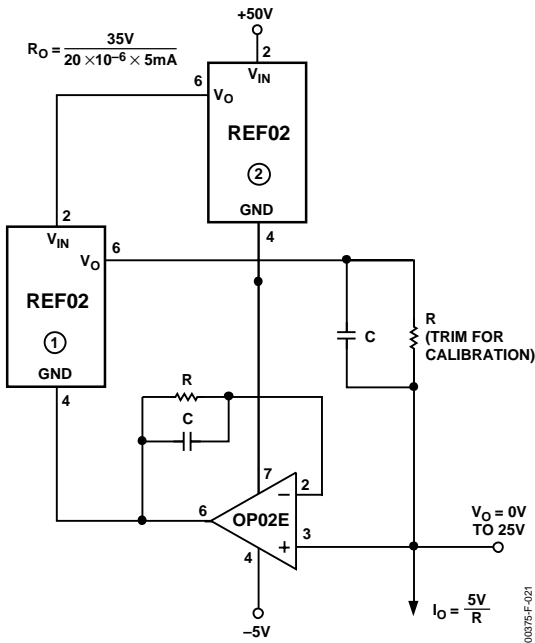 +50V
R_O = 35V / 20 ×10⁻⁶ × 5mA
2
V_IN
6
V_O
REF02
2
GND
4
2
V_IN
V_O
6
REF02
1
GND
4
C
R
(TRIM FOR
CALIBRATION)
R
C
7
2
−
6
OP02E
3
+
4
–5V
V_O = 0V
TO 25V
I_O = 5V / R
00375-F-021